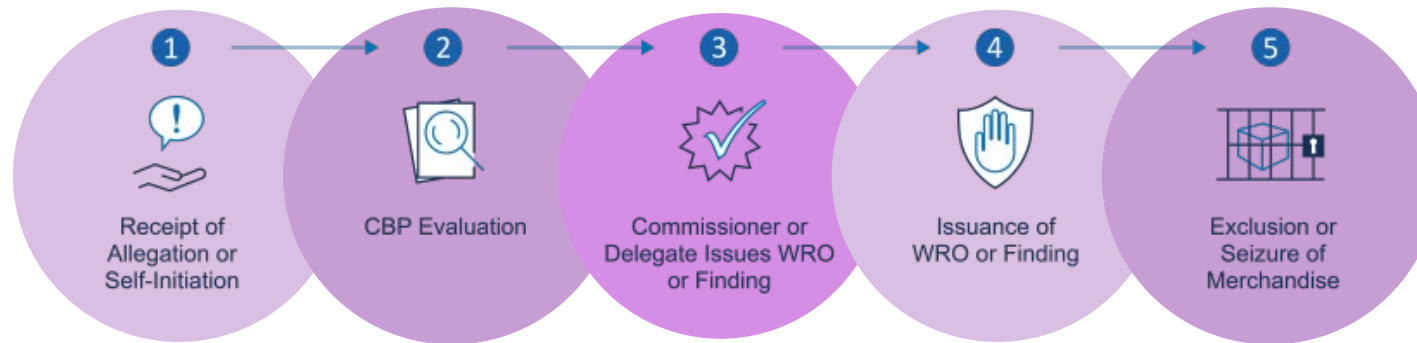 1
2
3
4
5
!
Receipt of
Allegation or
Self-Initiation
CBP Evaluation
Commissioner or
Delegate Issues WRO
or Finding
Issuance of
WRO or Finding
Exclusion or
Seizure of
Merchandise